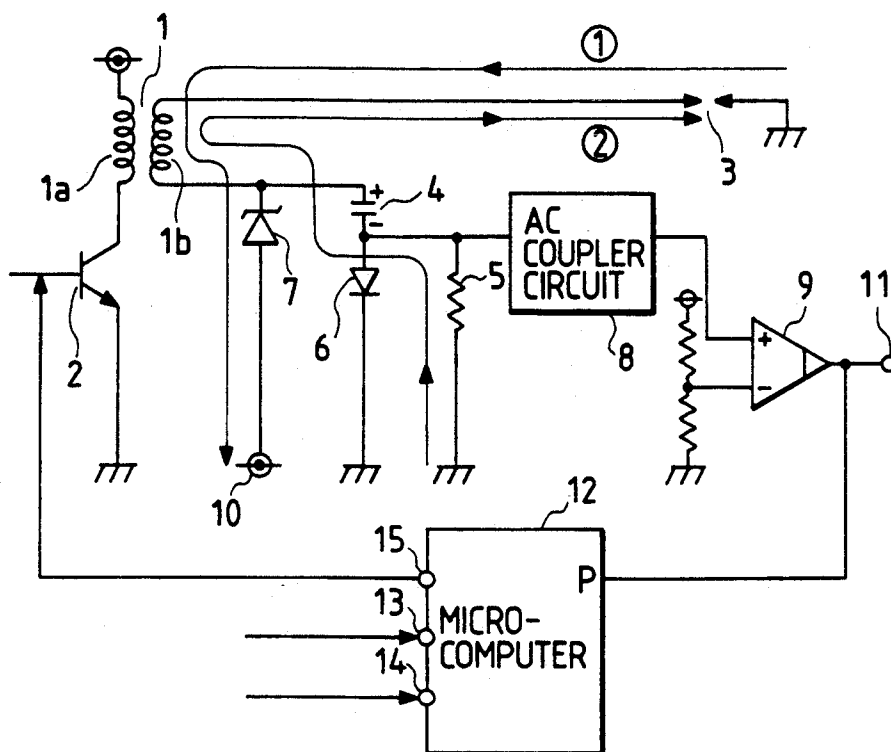 1
①
②
3
1a
1b
4
+
-
7
6
5
AC
COUPLER
CIRCUIT
8
9
11
+
-
2
10
12
15
P
13
MICRO-
COMPUTER
14